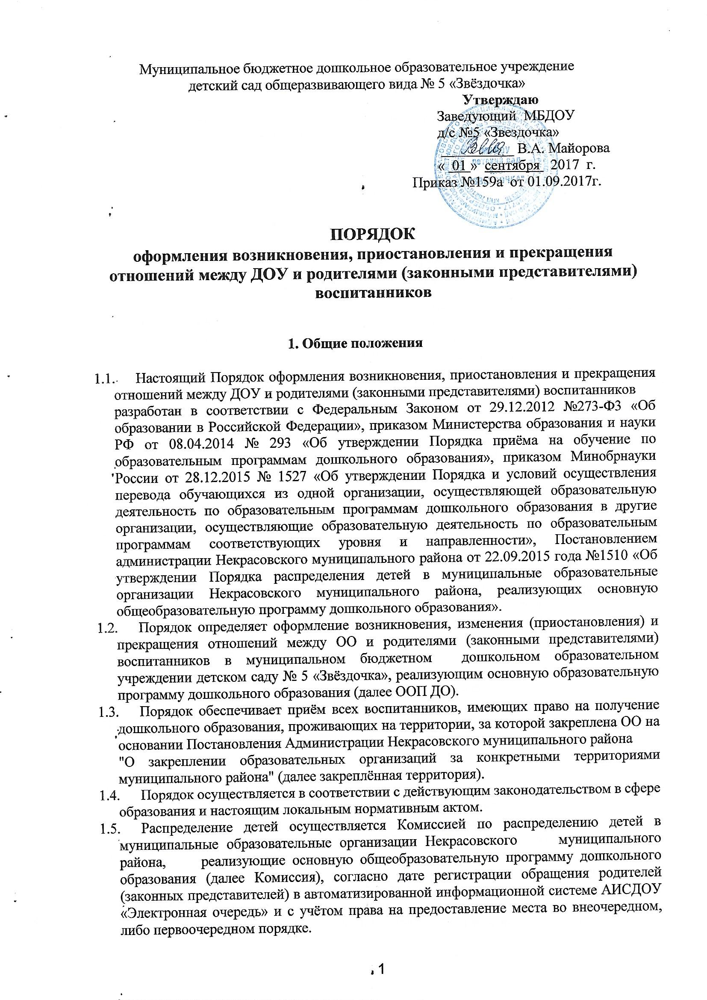 Муниципальное бюджетное дошкольное образовательное учреждение
детский сад общеразвивающего вида № 5 «Звёздочка»
Утверждаю
Заведующий МБДОУ
д/с №5 «Звездочка»
В.А. Майорова
« 01 » сентября 2017 г.
Приказ №159а от 01.09.2017г.
ПОРЯДОК
оформления возникновения, приостановления и прекращения
отношений между ДОУ и родителями (законными представителями)
воспитанников
1. Общие положения
1.1. Настоящий Порядок оформления возникновения, приостановления и прекращения
отношений между ДОУ и родителями (законными представителями) воспитанников
разработан в соответствии с Федеральным Законом от 29.12.2012 №273-ФЗ «Об
образовании в Российской Федерации», приказом Министерства образования и науки
РФ от 08.04.2014 № 293 «Об утверждении Порядка приёма на обучение по
образовательным программам дошкольного образования», приказом Минобрнауки
России от 28.12.2015 № 1527 «Об утверждении Порядка и условий осуществления
перевода обучающихся из одной организации, осуществляющей образовательную
деятельность по образовательным программам дошкольного образования в другие
организации, осуществляющие образовательную деятельность по образовательным
программам соответствующих уровня и направленности», Постановлением
администрации Некрасовского муниципального района от 22.09.2015 года №1510 «Об
утверждении Порядка распределения детей в муниципальные образовательные
организации Некрасовского муниципального района, реализующих основную
общеобразовательную программу дошкольного образования».
1.2. Порядок определяет оформление возникновения, изменения (приостановления) и
прекращения отношений между ОО и родителями (законными представителями)
воспитанников в муниципальном бюджетном дошкольном образовательном
учреждении детском саду № 5 «Звёздочка», реализующим основную образовательную
программу дошкольного образования (далее ООП ДО).
1.3. Порядок обеспечивает приём всех воспитанников, имеющих право на получение
дошкольного образования, проживающих на территории, за которой закреплена ОО на
основании Постановления Администрации Некрасовского муниципального района
"О закреплении образовательных организаций за конкретными территориями
муниципального района" (далее закреплённая территория).
1.4. Порядок осуществляется в соответствии с действующим законодательством в сфере
образования и настоящим локальным нормативным актом.
1.5. Распределение детей осуществляется Комиссией по распределению детей в
муниципальные образовательные организации Некрасовского муниципального
района, реализующие основную общеобразовательную программу дошкольного
образования (далее Комиссия), согласно дате регистрации обращения родителей
(законных представителей) в автоматизированной информационной системе АИСДОУ
«Электронная очередь» и с учётом права на предоставление места во внеочередном,
либо первоочередном порядке.
1